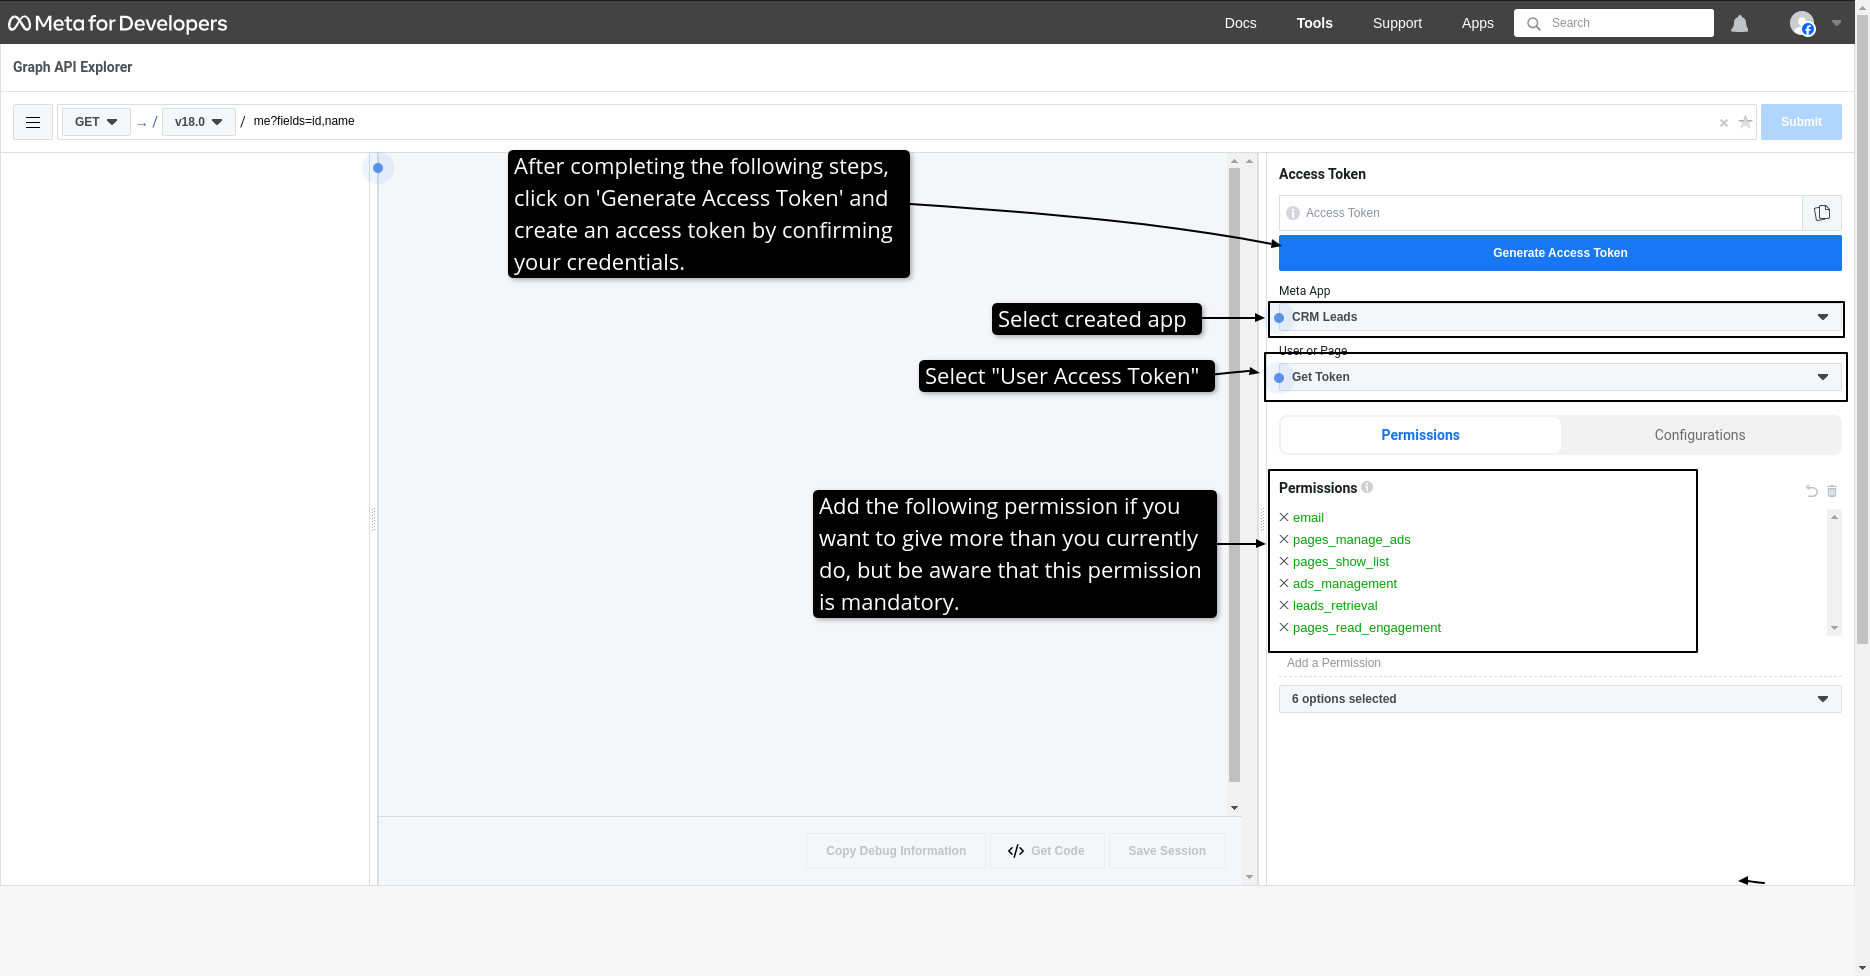 Meta for Developers
Docs
Tools
Support
Apps
Search
Graph API Explorer
GET
→ /
v18.0
/ me?fields=id,name
Submit
After completing the following steps,
click on 'Generate Access Token' and
create an access token by confirming
your credentials.
Access Token
Access Token
Generate Access Token
Meta App
Select created app
CRM Leads
User or Page
Select "User Access Token"
Get Token
Permissions
Configurations
Add the following permission if you
want to give more than you currently
do, but be aware that this permission
is mandatory.
Permissions
email
pages_manage_ads
pages_show_list
ads_management
leads_retrieval
pages_read_engagement
Add a Permission
6 options selected
Copy Debug Information
</> Get Code
Save Session